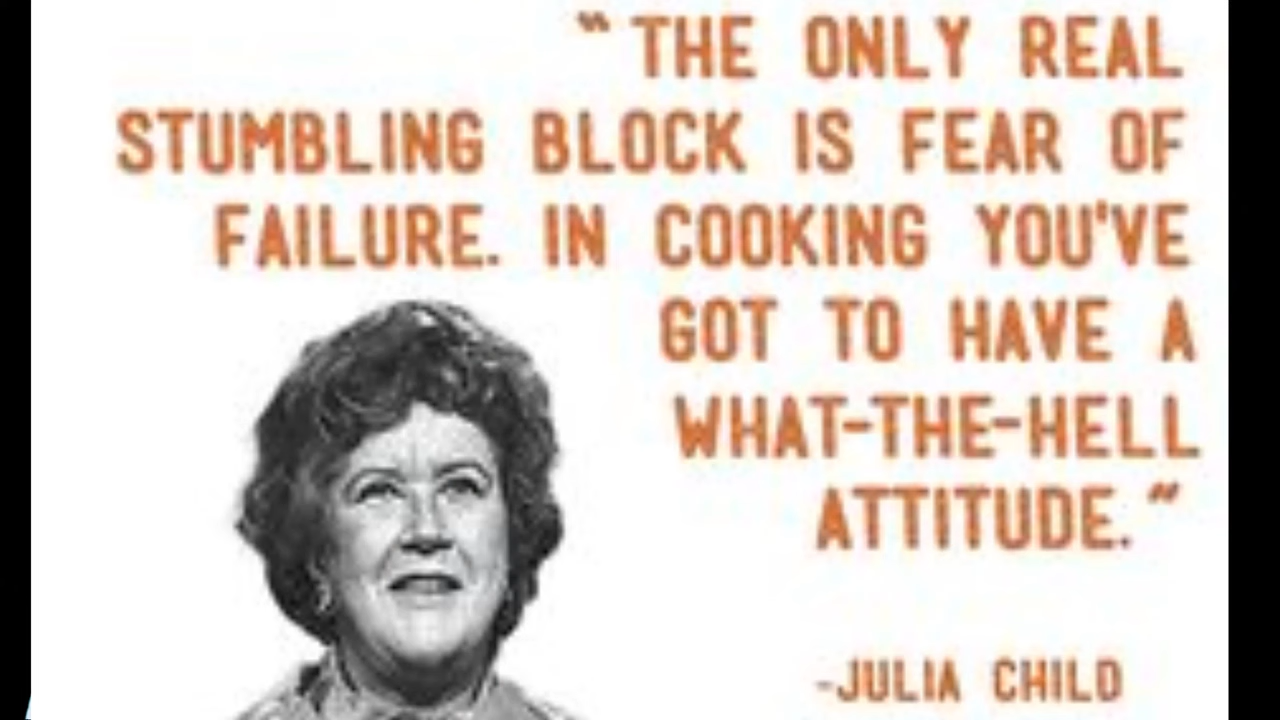 “THE ONLY REAL
STUMBLING BLOCK IS FEAR OF
FAILURE. IN COOKING YOU'VE
GOT TO HAVE A
WHAT-THE-HELL
ATTITUDE.”
-JULIA CHILD